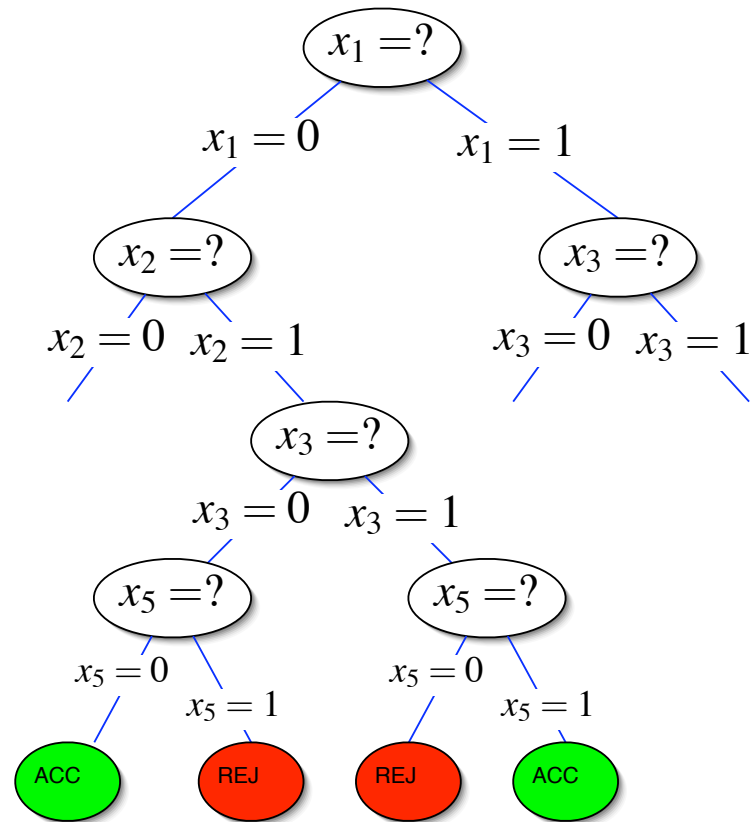 x₁ =?
x₁ = 0 x₁ = 1
x₂ =? x₃ =?
x₂ = 0 x₂ = 1 x₃ = 0 x₃ = 1
x₃ =?
x₃ = 0 x₃ = 1
x₅ =? x₅ =?
x₅ = 0 x₅ = 1 x₅ = 0 x₅ = 1
ACC REJ REJ ACC